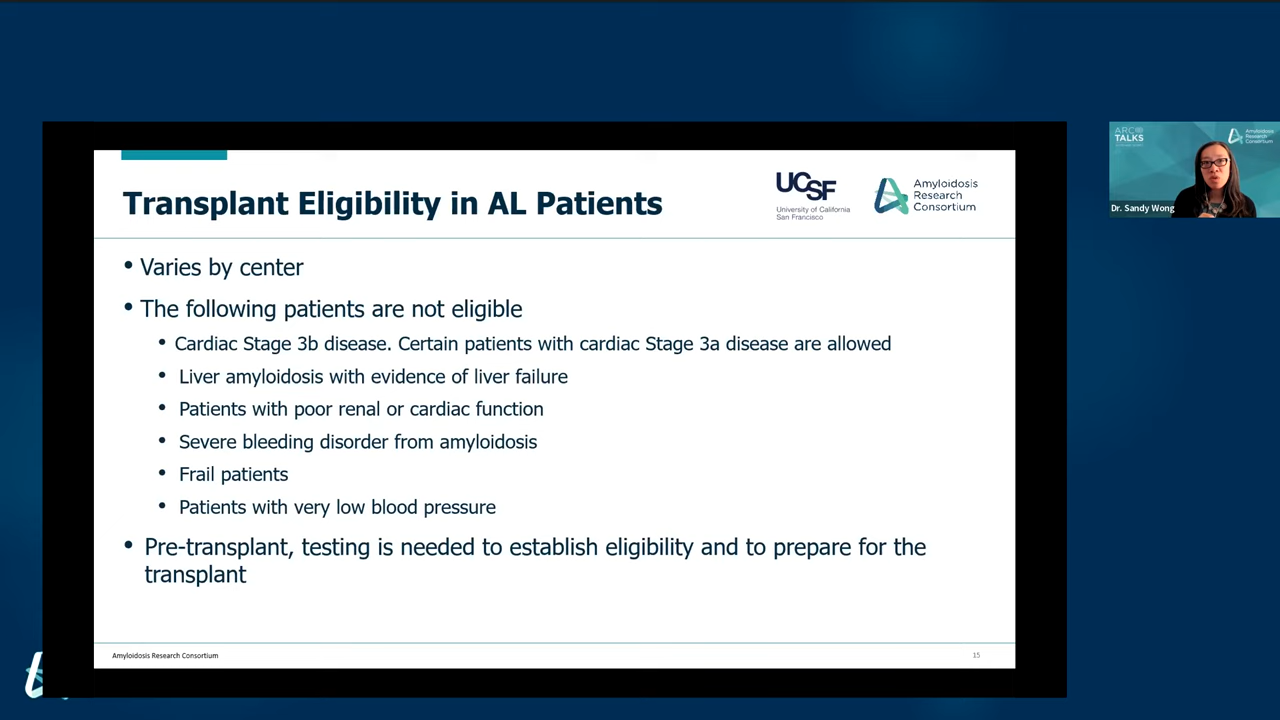 Transplant Eligibility in AL Patients
UCSF
University of California
San Francisco
Amyloidosis
Research
Consortium
• Varies by center
• The following patients are not eligible
• Cardiac Stage 3b disease. Certain patients with cardiac Stage 3a disease are allowed
• Liver amyloidosis with evidence of liver failure
• Patients with poor renal or cardiac function
• Severe bleeding disorder from amyloidosis
• Frail patients
• Patients with very low blood pressure
• Pre-transplant, testing is needed to establish eligibility and to prepare for the
transplant
Amyloidosis Research Consortium
15
ARC
TALKS
Amyloidosis
Research
Consortium
Dr. Sandy Wong